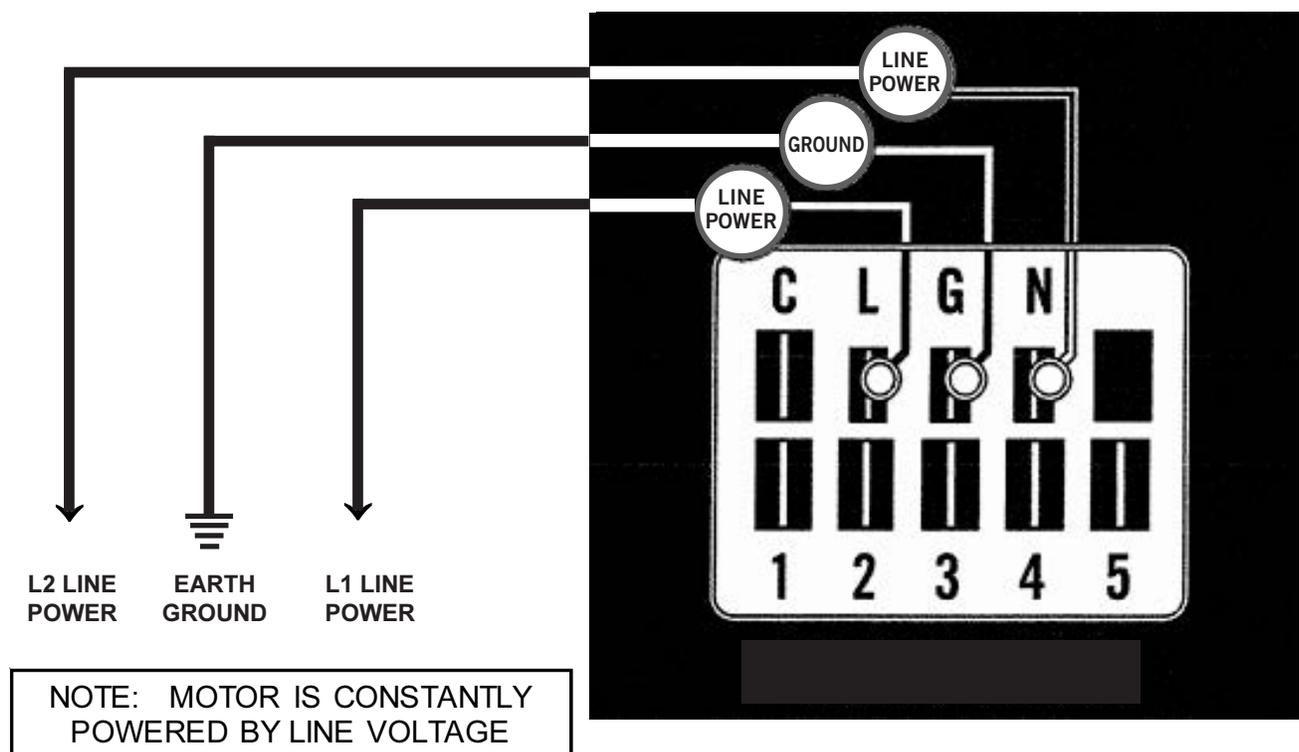 LINE
POWER
GROUND
LINE
POWER
C L G N
1 2 3 4 5
L2 LINE
POWER
EARTH
GROUND
L1 LINE
POWER
NOTE: MOTOR IS CONSTANTLY
POWERED BY LINE VOLTAGE